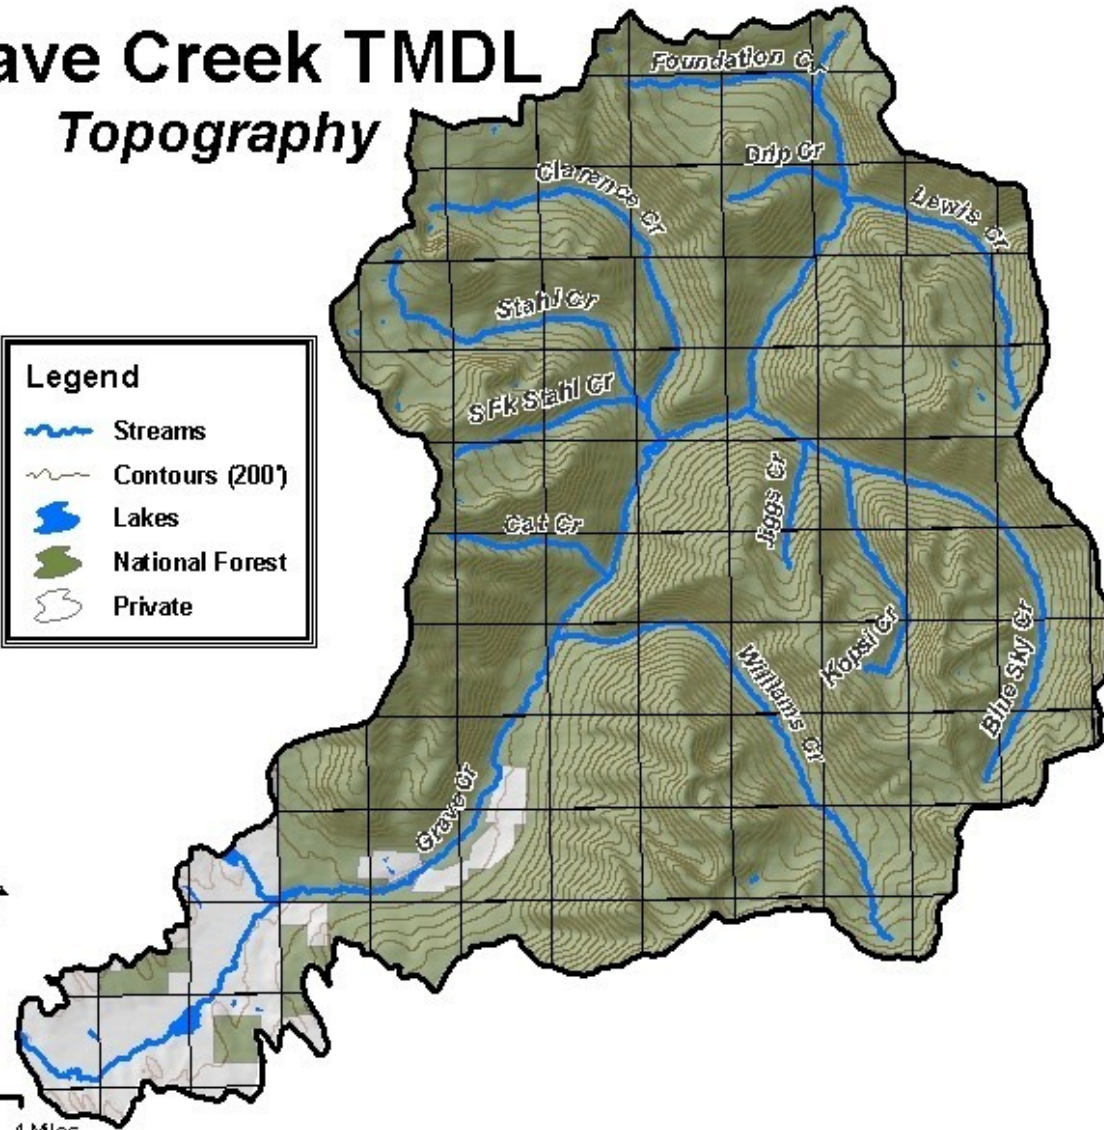 ave Creek TMDL
Topography
Foundation Cr
Drip Cr
Clarence Cr
Lewis Cr
Stahl Cr
S Fk Stahl Cr
Legend
Streams
Contours (200')
Lakes
National Forest
Private
Jiggs Cr
Cat Cr
Kopsi Cr
Blue Sky Cr
Williams Cr
Grave Cr
4 Miles